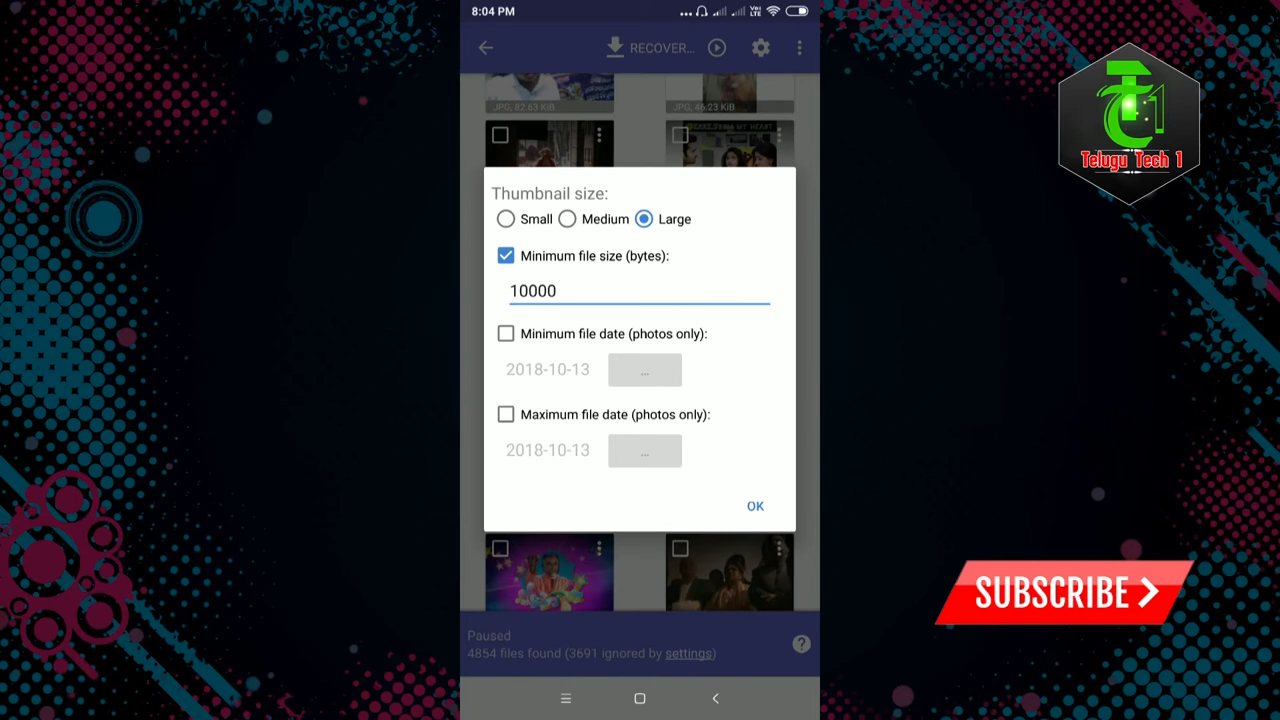 8:04 PM
Vo) LTE
RECOVER...
JPG, 82.63 KiB
JPG, 46.23 KiB
Thumbnail size:
Small Medium Large
Minimum file size (bytes):
10000
Minimum file date (photos only):
2018-10-13 ...
Maximum file date (photos only):
2018-10-13 ...
OK
Paused
4854 files found (3691 ignored by settings)
?
Telugu Tech 1
SUBSCRIBE